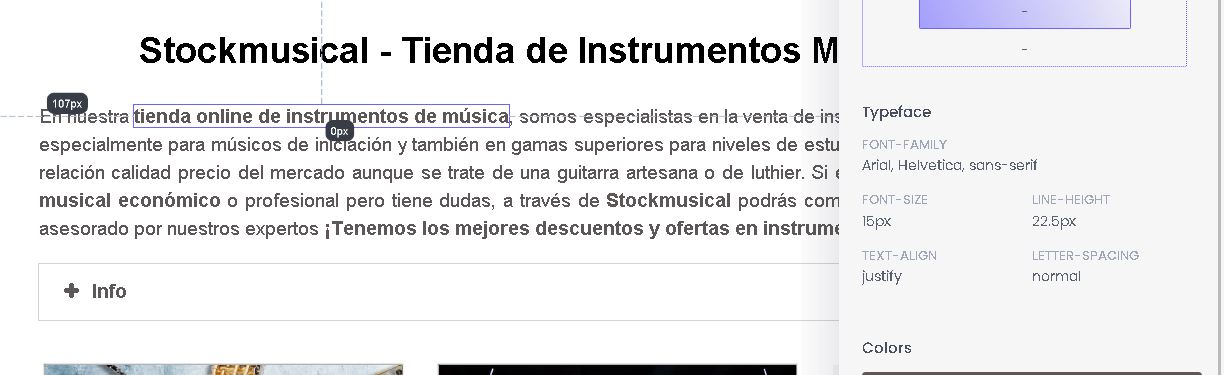 Stockmusical - Tienda de Instrumentos M
107px
En nuestra tienda online de instrumentos de música, somos especialistas en la venta de ins
0px
especialmente para músicos de iniciación y también en gamas superiores para niveles de estu
relación calidad precio del mercado aunque se trate de una guitarra artesana o de luthier. Si e
musical económico o profesional pero tiene dudas, a través de Stockmusical podrás com
asesorado por nuestros expertos ¡Tenemos los mejores descuentos y ofertas en instrume
Info
-
-
Typeface
FONT-FAMILY
Arial, Helvetica, sans-serif
FONT-SIZE LINE-HEIGHT
15px 22.5px
TEXT-ALIGN LETTER-SPACING
justify normal
Colors